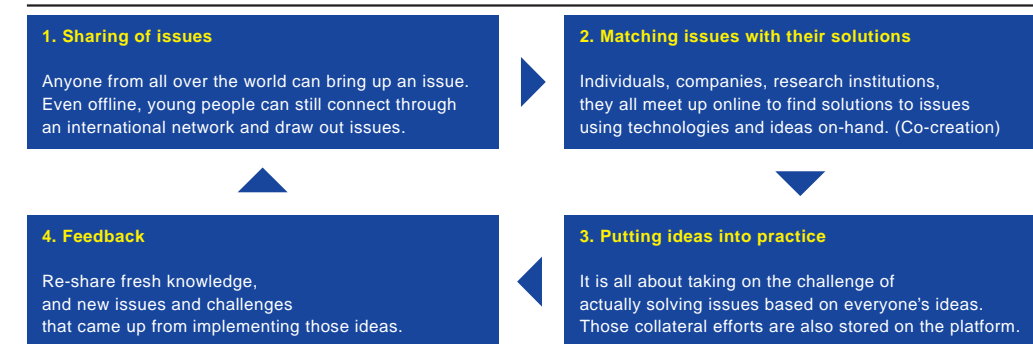 1. Sharing of issues
Anyone from all over the world can bring up an issue.
Even offline, young people can still connect through
an international network and draw out issues.
2. Matching issues with their solutions
Individuals, companies, research institutions,
they all meet up online to find solutions to issues
using technologies and ideas on-hand. (Co-creation)
3. Putting ideas into practice
It is all about taking on the challenge of
actually solving issues based on everyone's ideas.
Those collateral efforts are also stored on the platform.
4. Feedback
Re-share fresh knowledge,
and new issues and challenges
that came up from implementing those ideas.